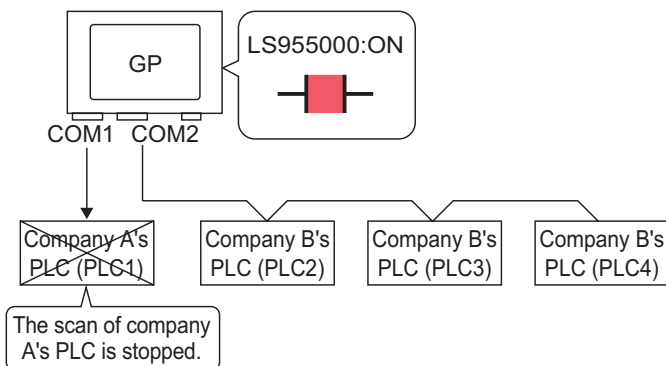 GP
LS955000:ON
COM1 COM2
Company A's
PLC (PLC1)
Company B's
PLC (PLC2)
Company B's
PLC (PLC3)
Company B's
PLC (PLC4)
The scan of company
A's PLC is stopped.